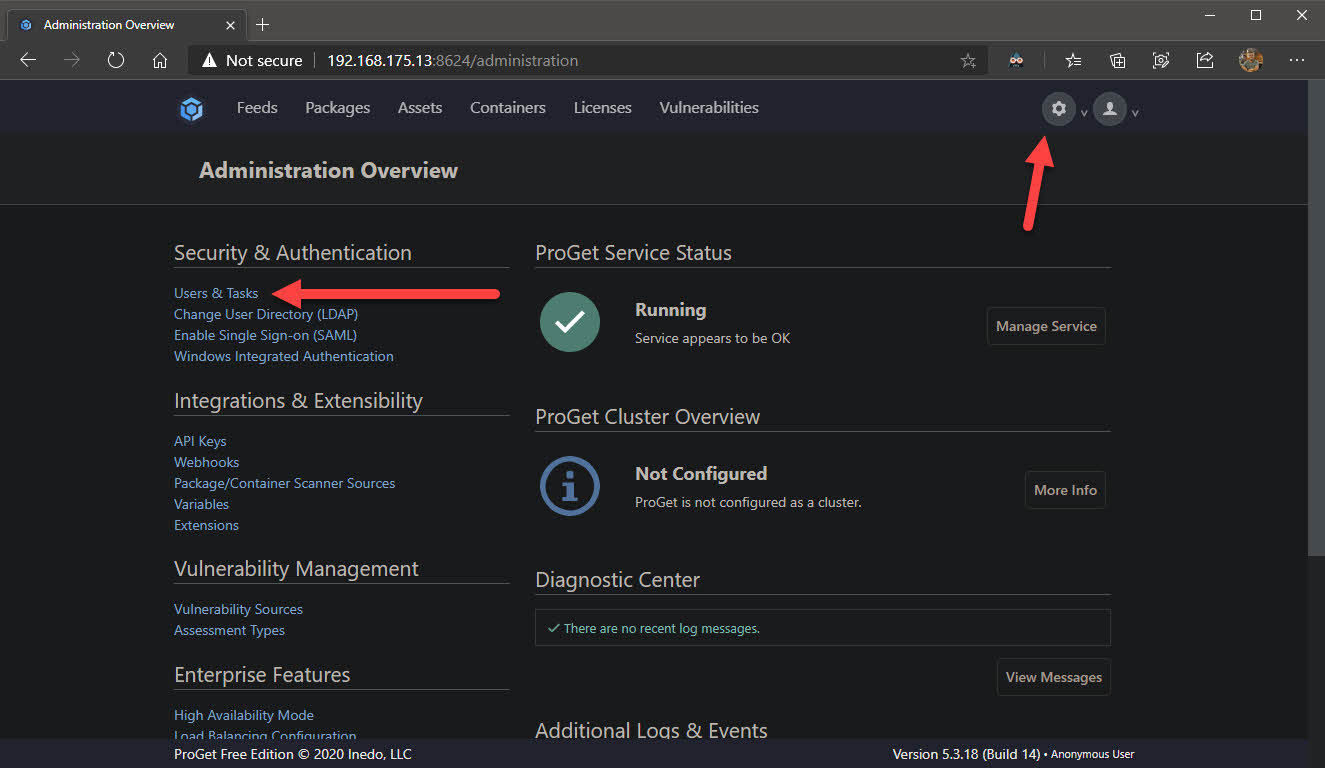 Administration Overview
Not secure
192.168.175.13:8624/administration
Feeds Packages Assets Containers Licenses Vulnerabilities
Administration Overview
Security & Authentication
Users & Tasks
Change User Directory (LDAP)
Enable Single Sign-on (SAML)
Windows Integrated Authentication
Integrations & Extensibility
API Keys
Webhooks
Package/Container Scanner Sources
Variables
Extensions
Vulnerability Management
Vulnerability Sources
Assessment Types
Enterprise Features
High Availability Mode
Load Balancing Configuration
ProGet Service Status
Running
Service appears to be OK
Manage Service
ProGet Cluster Overview
Not Configured
ProGet is not configured as a cluster.
More Info
Diagnostic Center
There are no recent log messages.
View Messages
Additional Logs & Events
ProGet Free Edition © 2020 Inedo, LLC
Version 5.3.18 (Build 14) • Anonymous User